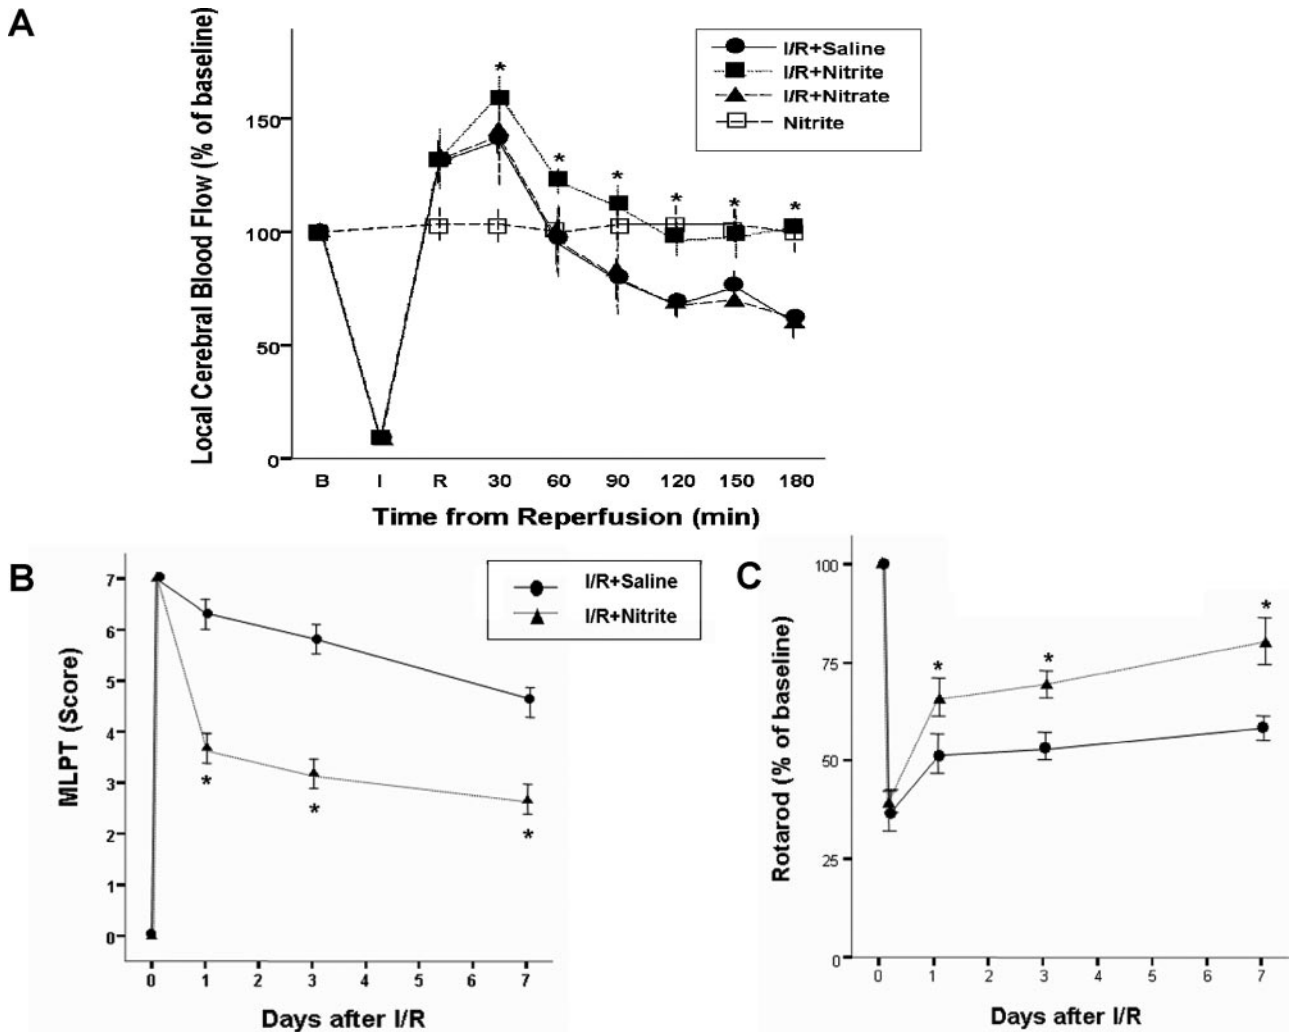 A
Local Cerebral Blood Flow (% of baseline)
150
100
50
0
B I R 30 60 90 120 150 180
Time from Reperfusion (min)
* * * * * *
I/R+Saline
I/R+Nitrite
I/R+Nitrate
Nitrite
B
MLPT (Score)
7
6
5
4
3
2
1
0
0 1 2 3 4 5 6 7
Days after I/R
* * *
I/R+Saline
I/R+Nitrite
C
Rotarod (% of baseline)
100
75
50
25
0
0 1 2 3 4 5 6 7
Days after I/R
* * *